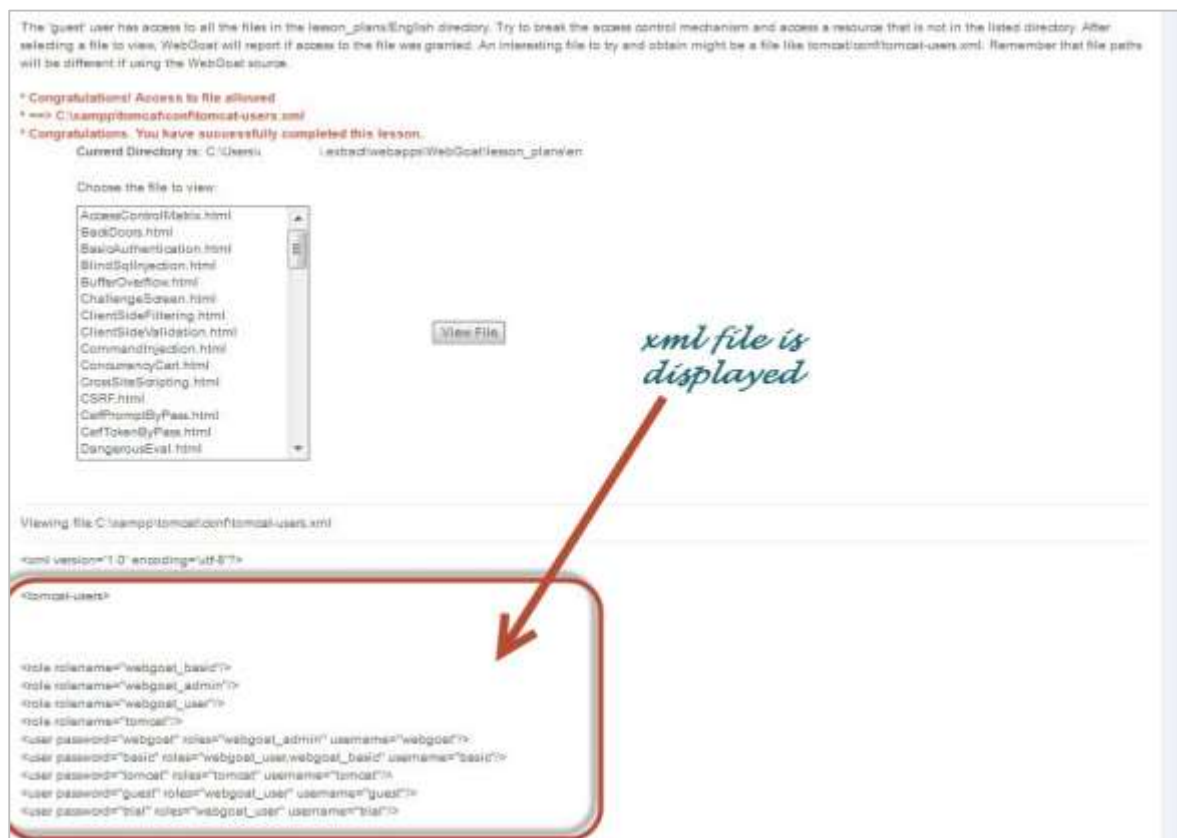 The 'guest' user has access to all the files in the lesson_plans/English directory. Try to break the access control mechanism and access a resource that is not in the listed directory. After
selecting a file to view, WebGoat will report if access to the file was granted. An interesting file to try and obtain might be a file like tomcat/conf/tomcat-users.xml. Remember that file paths
will be different if using the WebGoat source.
* Congratulations! Access to file allowed
* ==> C:\xampp\tomcat\conf\tomcat-users.xml
* Congratulations. You have successfully completed this lesson.
Current Directory is: C:\Users\ \.extract\webapps\WebGoat\lesson_plans\en
Choose the file to view:
AccessControlMatrix.html
BackDoors.html
BasicAuthentication.html
BlindSqlInjection.html
BufferOverflow.html
ChallengeScreen.html
ClientSideFiltering.html
ClientSideValidation.html
CommandInjection.html
ConcurrencyCart.html
CrossSiteScripting.html
CSRF.html
CsrfPromptByPass.html
CsrfTokenByPass.html
DangerousEval.html
View File
xml file is
displayed
Viewing file C:\xampp\tomcat\conf\tomcat-users.xml
<xml version='1.0' encoding='utf-8'?>
<tomcat-users>
<role rolename="webgoat_basic"/>
<role rolename="webgoat_admin"/>
<role rolename="webgoat_user"/>
<role rolename="tomcat"/>
<user password="webgoat" roles="webgoat_admin" username="webgoat"/>
<user password="basic" roles="webgoat_user,webgoat_basic" username="basic"/>
<user password="tomcat" roles="tomcat" username="tomcat"/>
<user password="guest" roles="webgoat_user" username="guest"/>
<user password="trial" roles="webgoat_user" username="trial"/>